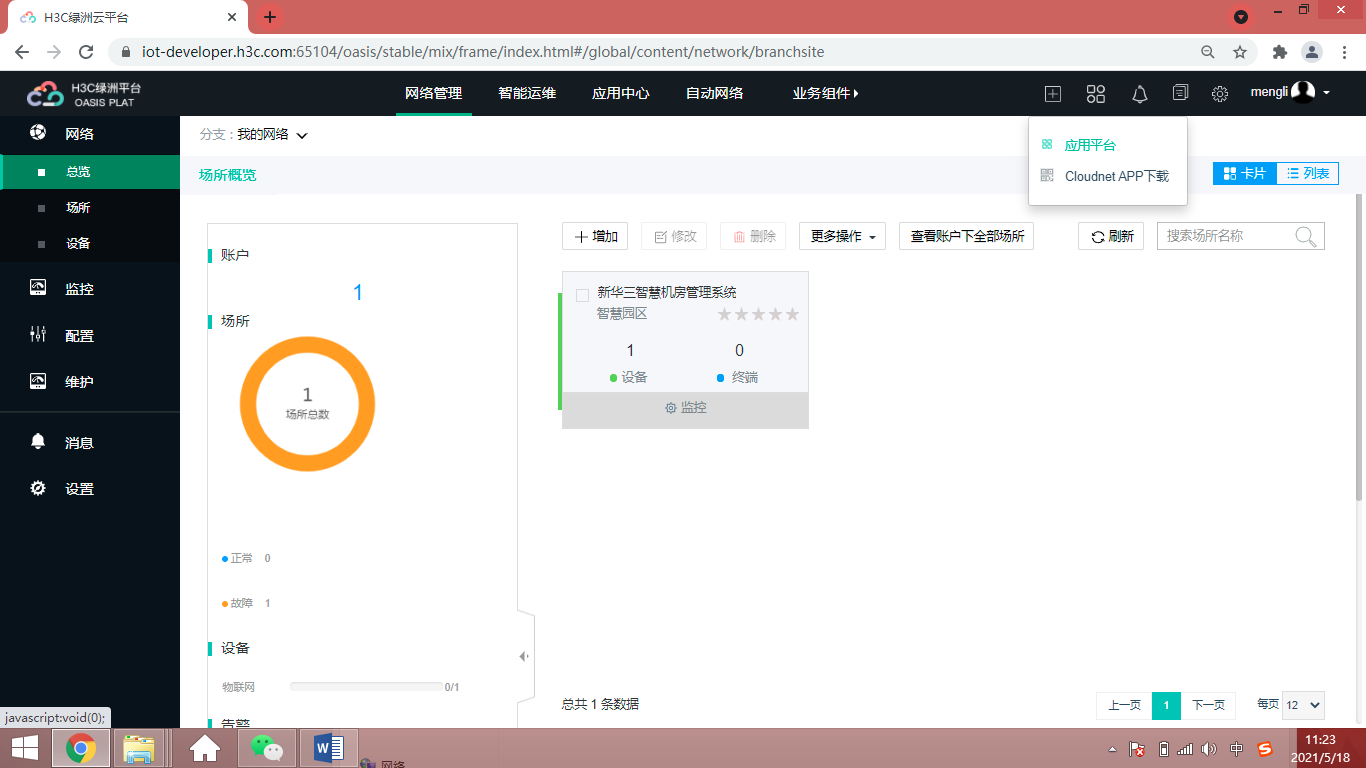 H3C绿洲云平台
iot-developer.h3c.com:65104/oasis/stable/mix/frame/index.html#/global/content/network/branchsite
H3C绿洲平台
OASIS PLAT
网络管理 智能运维 应用中心 自动网络 业务组件
mengli
应用平台
Cloudnet APP下载
网络
总览
场所
设备
监控
配置
维护
消息
设置
分支 : 我的网络
场所概览
卡片 列表
账户
1
场所
1
场所总数
正常 0
故障 1
设备
物联网 0/1
告警
增加 修改 删除 更多操作 查看账户下全部场所 刷新 搜索场所名称
新华三智慧机房管理系统
智慧园区
1 0
设备 终端
监控
总共 1 条数据
上一页 1 下一页 每页 12
javascript:void(0);
网络
中
11:23
2021/5/18